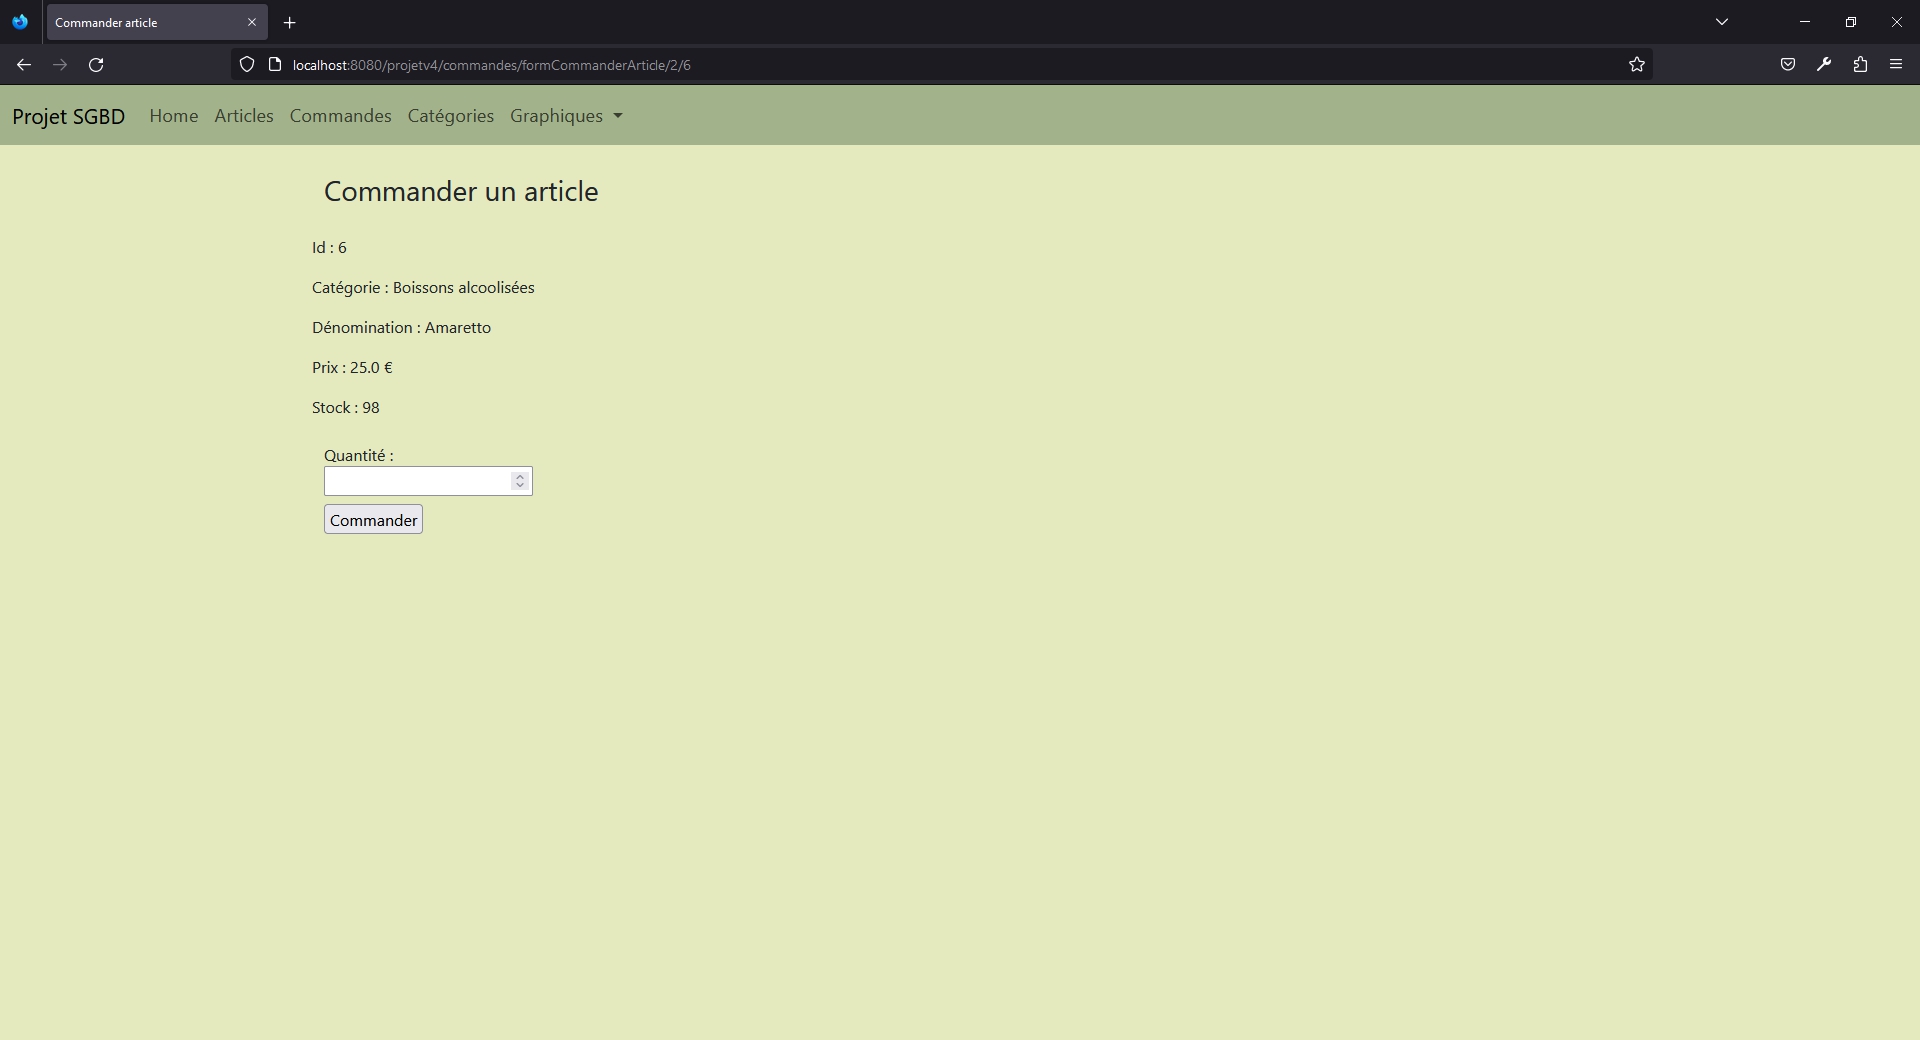 Commander article
localhost:8080/projetv4/commandes/formCommanderArticle/2/6
Projet SGBD Home Articles Commandes Catégories Graphiques
Commander un article
Id : 6
Catégorie : Boissons alcoolisées
Dénomination : Amaretto
Prix : 25.0 €
Stock : 98
Quantité :
Commander